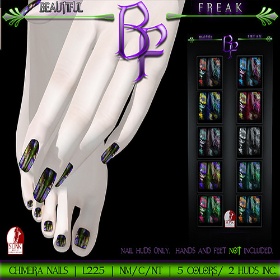 BEAUTIFUL
FREAK
BF
BF
NAIL HUDS ONLY. HANDS AND FEET NOT INCLUDED.
CHIMERA NAILS | L225 | NM/C/NT | 5 COLORS/ 2 HUDS INC